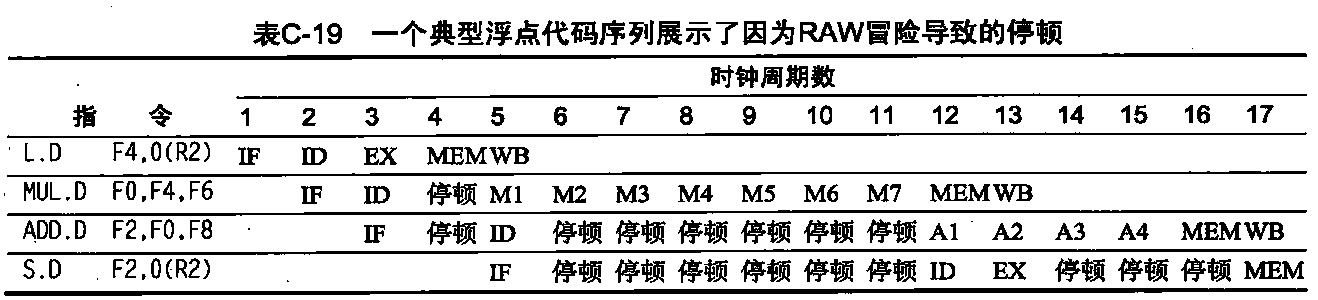 表C-19 一个典型浮点代码序列展示了因为RAW冒险导致的停顿
时钟周期数
指 令 1 2 3 4 5 6 7 8 9 10 11 12 13 14 15 16 17
L.D F4,0(R2) IF ID EX MEM WB
MUL.D F0,F4,F6 IF ID 停顿 M1 M2 M3 M4 M5 M6 M7 MEM WB
ADD.D F2,F0,F8 IF 停顿 ID 停顿 停顿 停顿 停顿 停顿 停顿 A1 A2 A3 A4 MEM WB
S.D F2,0(R2) IF 停顿 停顿 停顿 停顿 停顿 停顿 ID EX 停顿 停顿 停顿 MEM